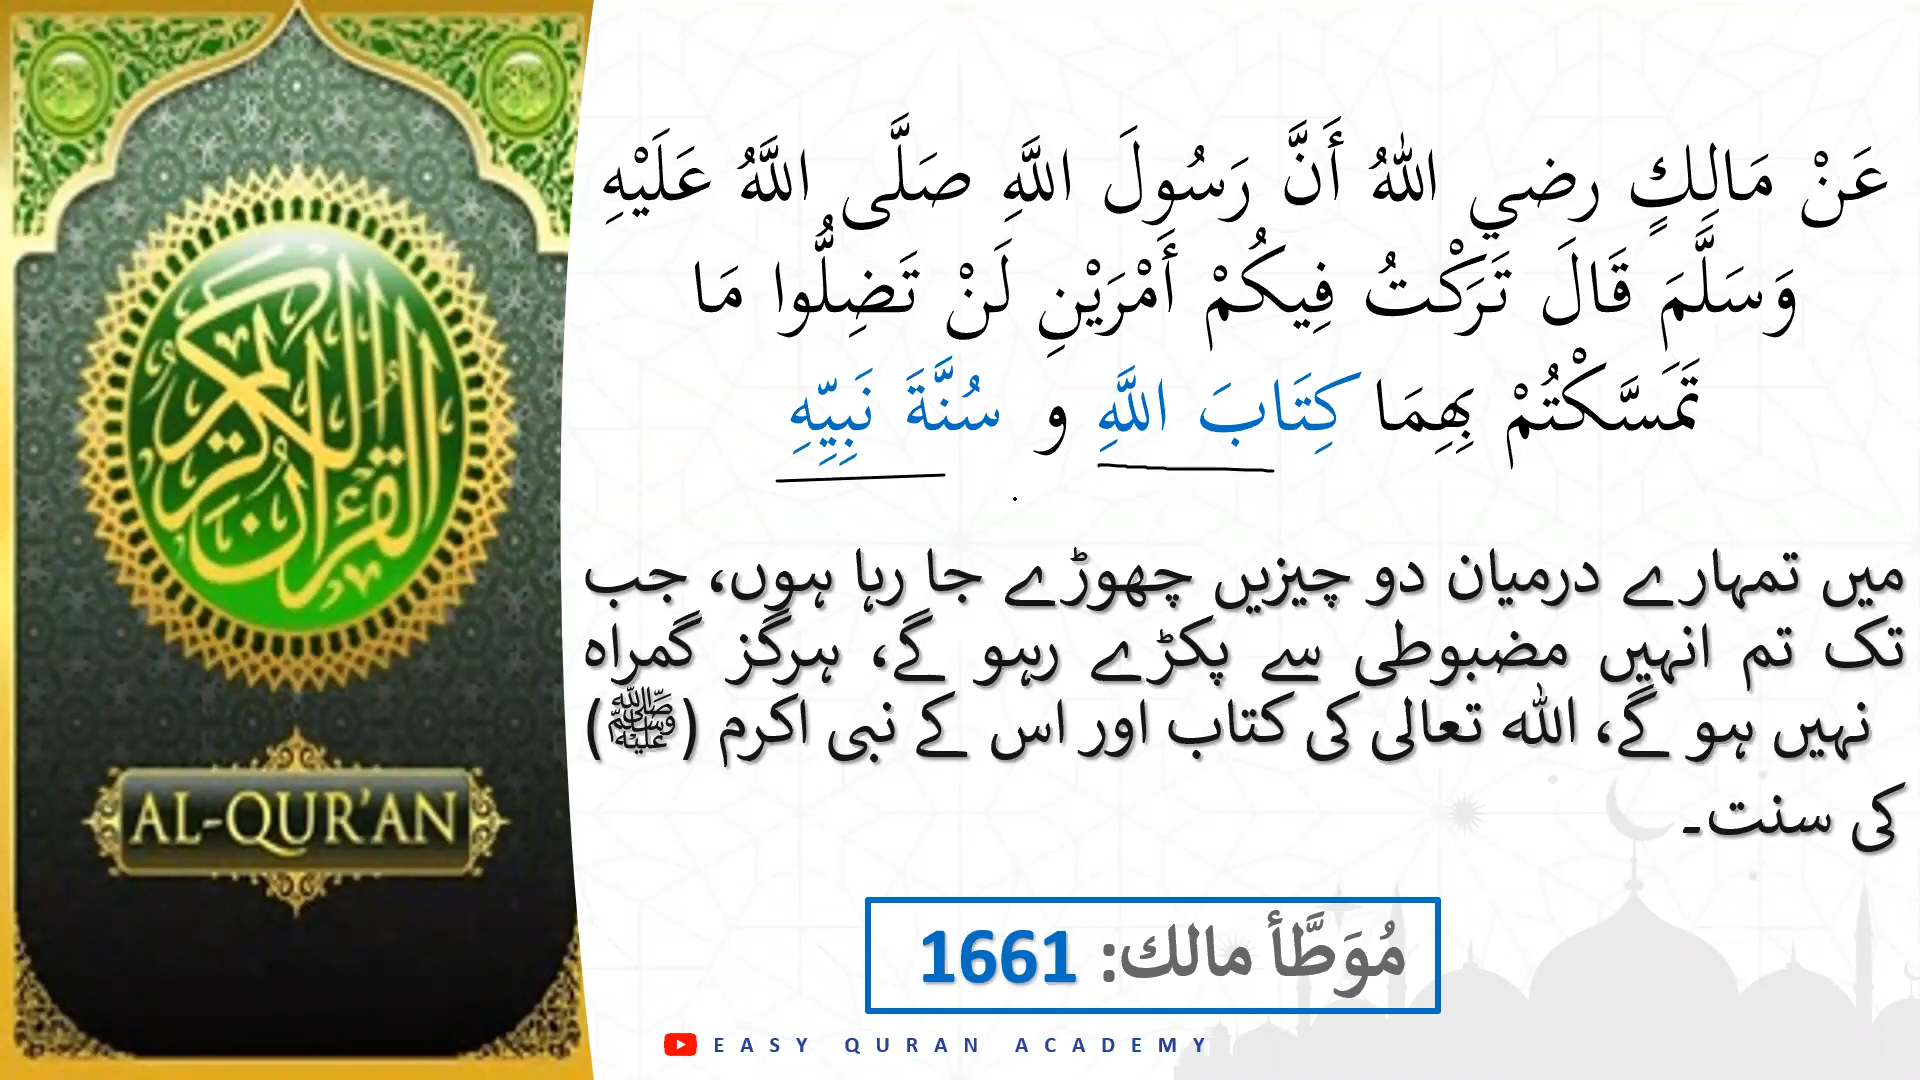 القرآن الكريم
AL-QUR'AN
عَنْ مَالِكٍ رضي اللهُ أَنَّ رَسُولَ اللَّهِ صَلَّى اللَّهُ عَلَيْهِ
وَسَلَّمَ قَالَ تَرَكْتُ فِيكُمْ أَمْرَيْنِ لَنْ تَضِلُّوا مَا
تَمَسَّكْتُمْ بِهِمَا كِتَابَ اللَّهِ و سُنَّةَ نَبِيِّهِ
میں تمہارے درمیان دو چیزیں چھوڑے جا رہا ہوں، جب
تک تم انہیں مضبوطی سے پکڑے رہو گے، ہرگز گمراہ
نہیں ہو گے، اللہ تعالی کی کتاب اور اس کے نبی اکرم (ﷺ)
کی سنت۔
مُوَطَّأ مالك: 1661
EASY QURAN ACADEMY